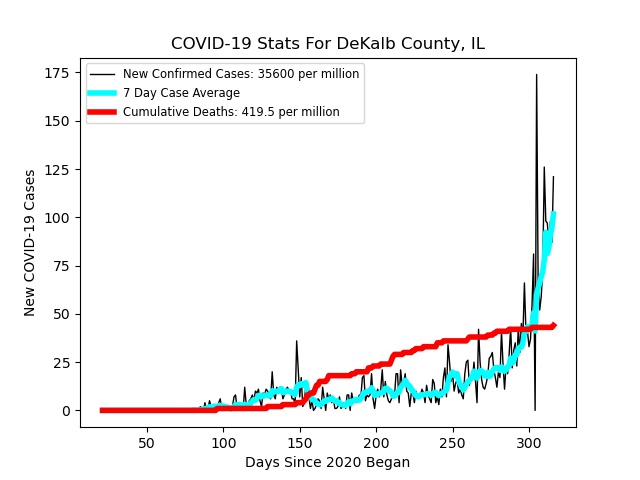 COVID-19 Stats For DeKalb County, IL
New Confirmed Cases: 35600 per million
7 Day Case Average
Cumulative Deaths: 419.5 per million
175
150
125
100
75
50
25
0
New COVID-19 Cases
50 100 150 200 250 300
Days Since 2020 Began